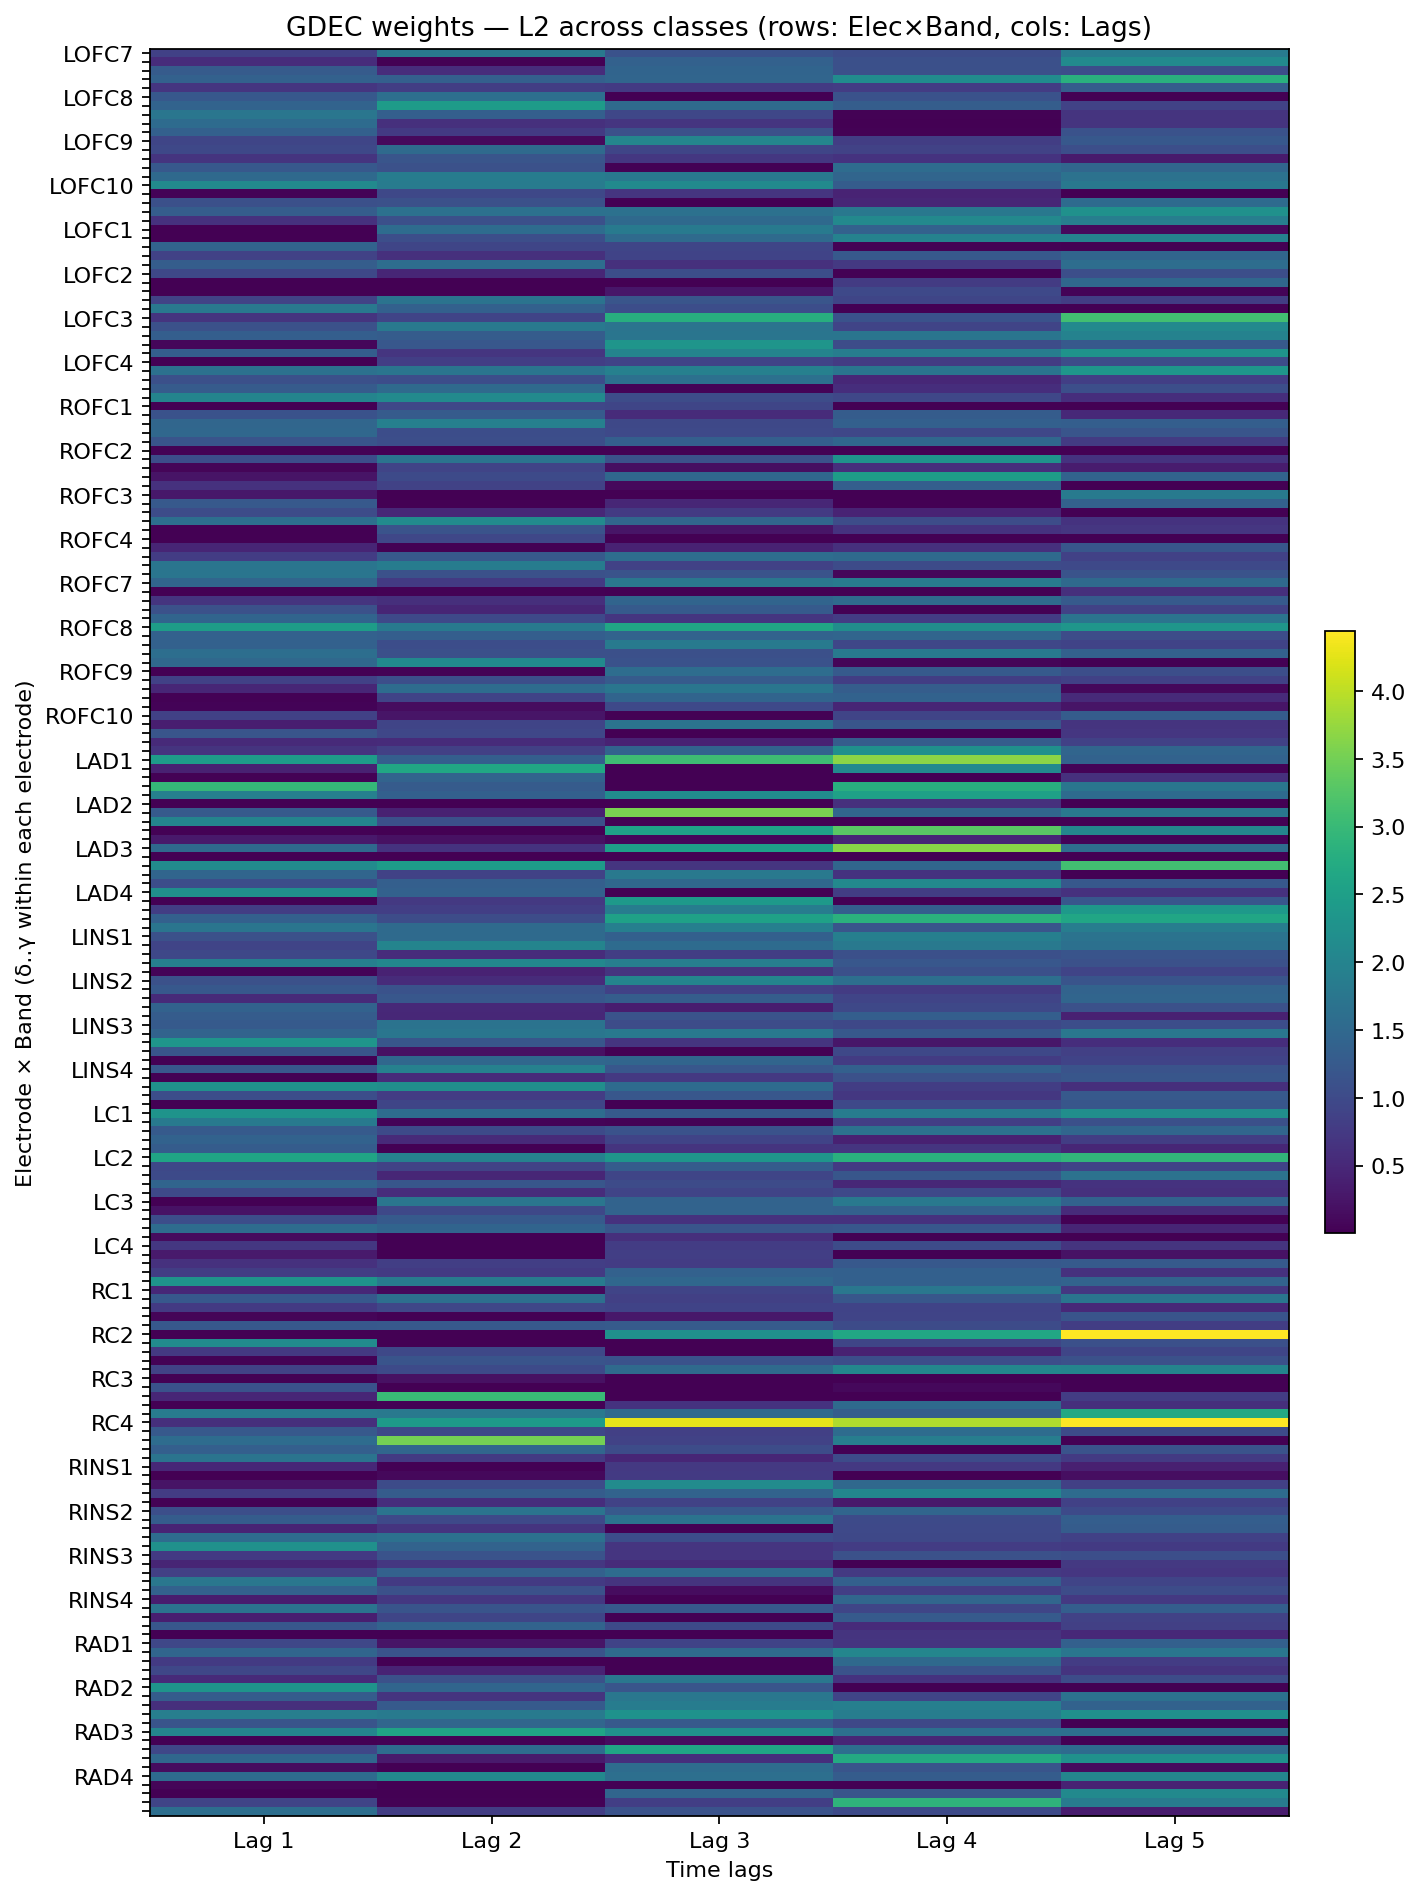 GDEC weights — L2 across classes (rows: Elec×Band, cols: Lags)
LOFC7
LOFC8
LOFC9
LOFC10
LOFC1
LOFC2
LOFC3
LOFC4
ROFC1
ROFC2
ROFC3
ROFC4
ROFC7
ROFC8
ROFC9
ROFC10
LAD1
LAD2
LAD3
LAD4
LINS1
LINS2
LINS3
LINS4
LC1
LC2
LC3
LC4
RC1
RC2
RC3
RC4
RINS1
RINS2
RINS3
RINS4
RAD1
RAD2
RAD3
RAD4
Electrode × Band (δ..γ within each electrode)
Lag 1
Lag 2
Lag 3
Lag 4
Lag 5
Time lags
4.0
3.5
3.0
2.5
2.0
1.5
1.0
0.5